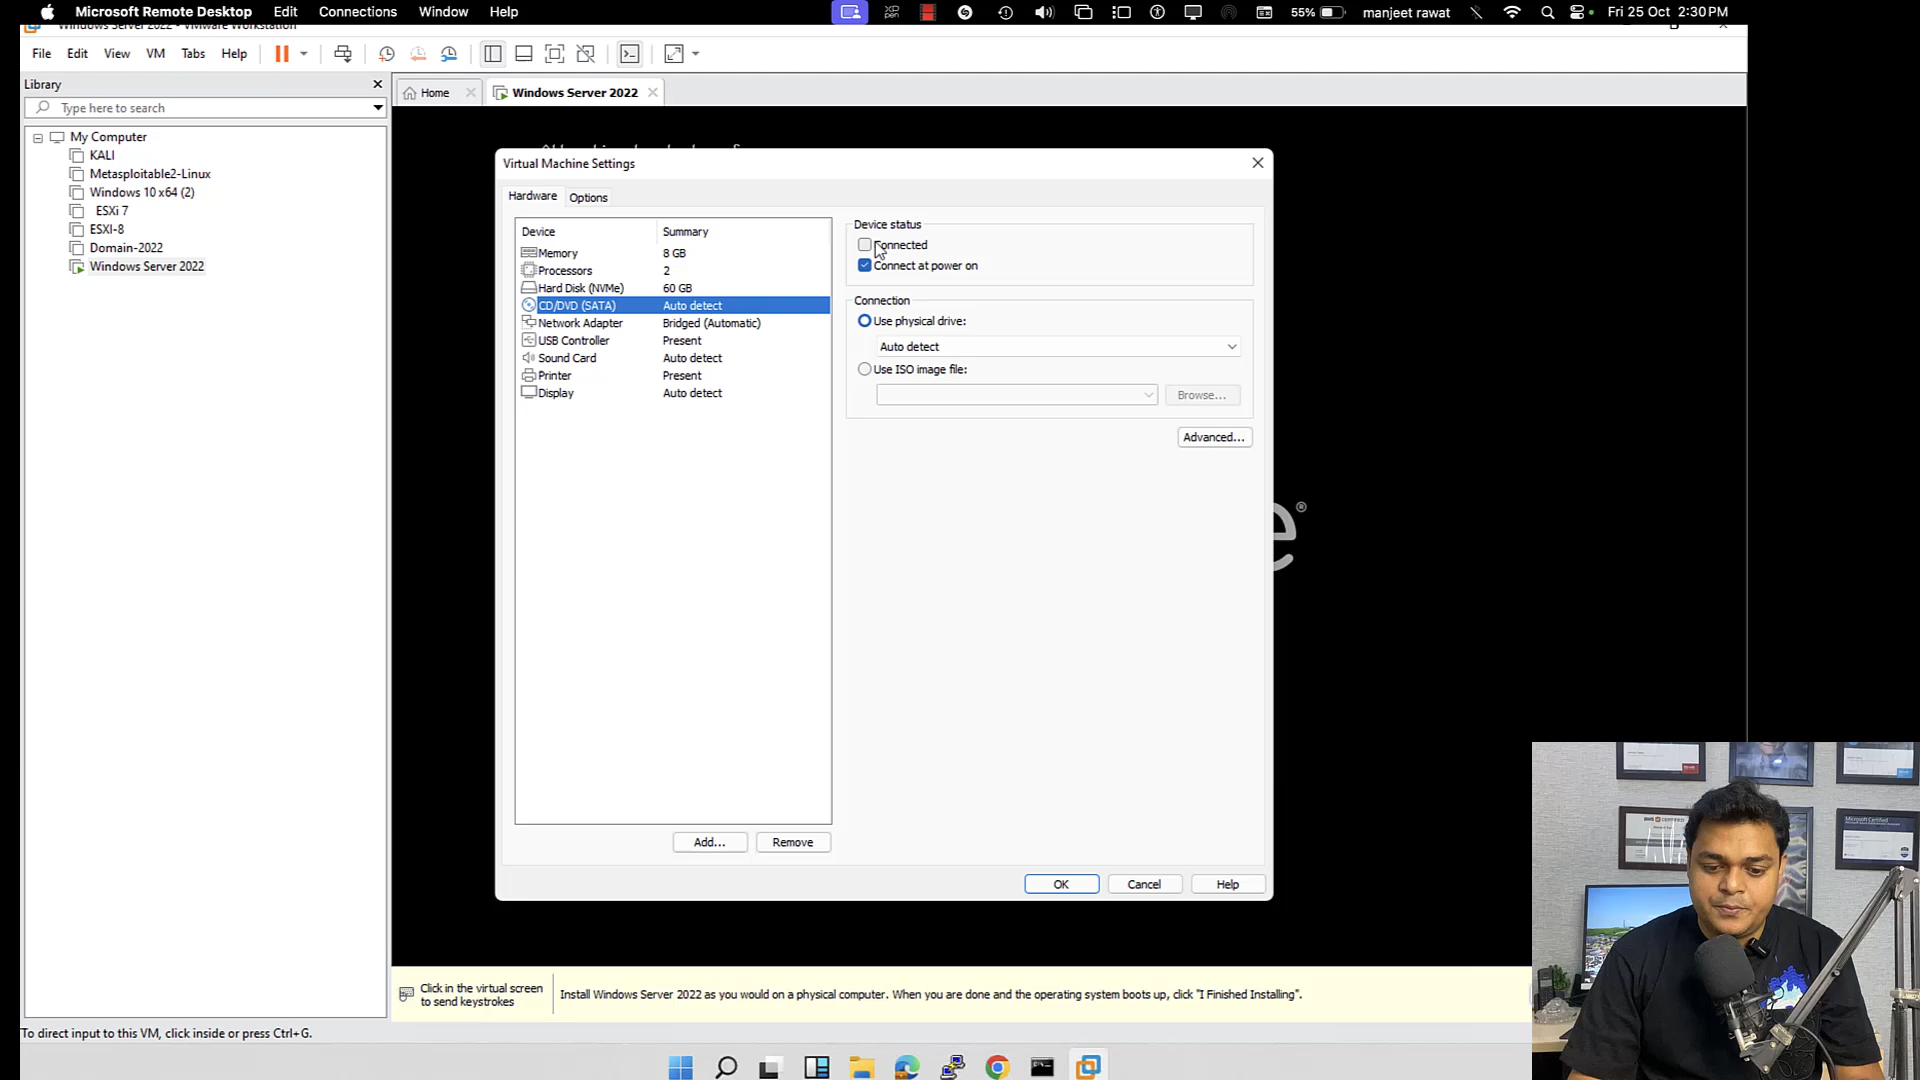 Microsoft Remote Desktop Edit Connections Window Help
55% manjeet rawat Fri 25 Oct 2:30 PM
Windows Server 2022 - VMware Workstation
File Edit View VM Tabs Help
Library
Type here to search
My Computer
KALI
Metasploitable2-Linux
Windows 10 x64 (2)
ESXi 7
ESXI-8
Domain-2022
Windows Server 2022
Home
Windows Server 2022
Virtual Machine Settings
Hardware Options
Device Summary
Memory 8 GB
Processors 2
Hard Disk (NVMe) 60 GB
CD/DVD (SATA) Auto detect
Network Adapter Bridged (Automatic)
USB Controller Present
Sound Card Auto detect
Printer Present
Display Auto detect
Add...
Remove
Device status
Connected
Connect at power on
Connection
Use physical drive:
Auto detect
Use ISO image file:
Browse...
Advanced...
OK
Cancel
Help
Click in the virtual screen
to send keystrokes
Install Windows Server 2022 as you would on a physical computer. When you are done and the operating system boots up, click "I Finished Installing".
To direct input to this VM, click inside or press Ctrl+G.